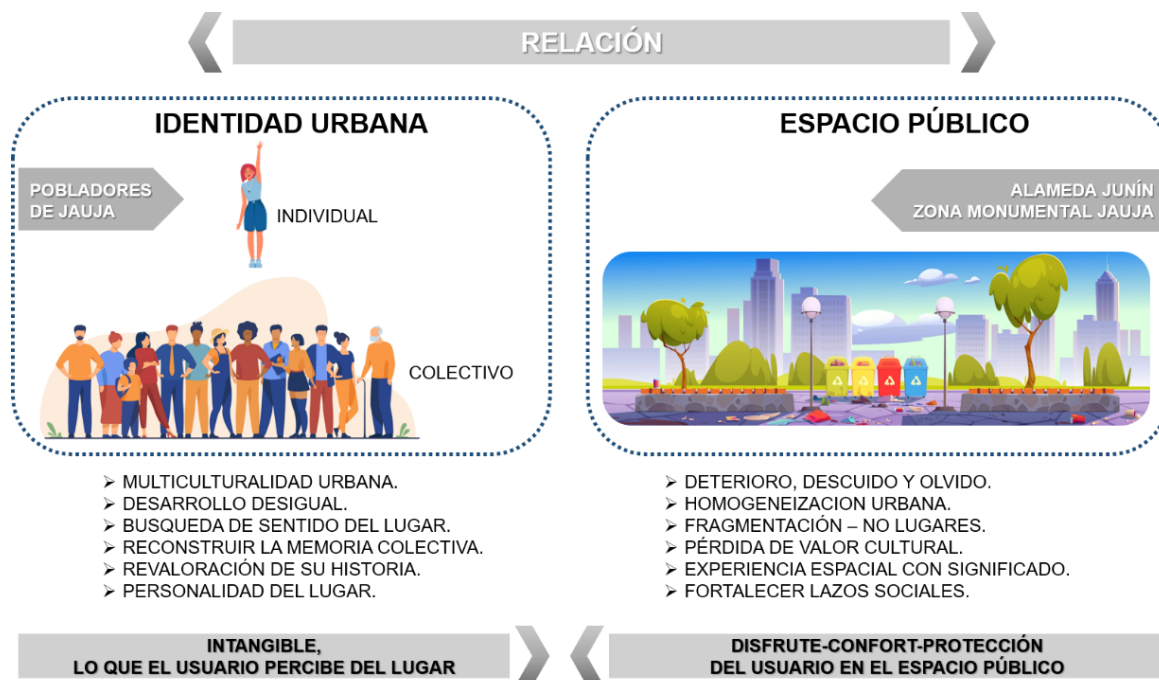 RELACIÓN
IDENTIDAD URBANA
POBLADORES
DE JAUJA
INDIVIDUAL
COLECTIVO
➢ MULTICULTURALIDAD URBANA.
➢ DESARROLLO DESIGUAL.
➢ BUSQUEDA DE SENTIDO DEL LUGAR.
➢ RECONSTRUIR LA MEMORIA COLECTIVA.
➢ REVALORACIÓN DE SU HISTORIA.
➢ PERSONALIDAD DEL LUGAR.
INTANGIBLE,
LO QUE EL USUARIO PERCIBE DEL LUGAR
ESPACIO PÚBLICO
ALAMEDA JUNÍN
ZONA MONUMENTAL JAUJA
➢ DETERIORO, DESCUIDO Y OLVIDO.
➢ HOMOGENEIZACION URBANA.
➢ FRAGMENTACIÓN – NO LUGARES.
➢ PÉRDIDA DE VALOR CULTURAL.
➢ EXPERIENCIA ESPACIAL CON SIGNIFICADO.
➢ FORTALECER LAZOS SOCIALES.
DISFRUTE-CONFORT-PROTECCIÓN
DEL USUARIO EN EL ESPACIO PÚBLICO